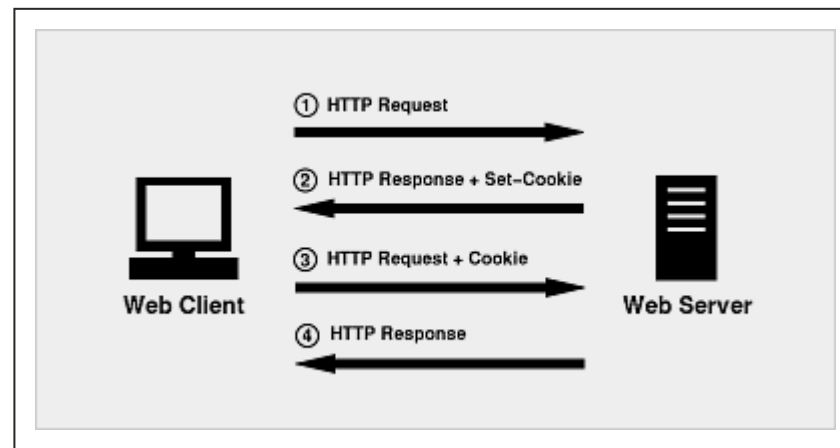 ① HTTP Request
② HTTP Response + Set-Cookie
③ HTTP Request + Cookie
Web Client
Web Server
④ HTTP Response